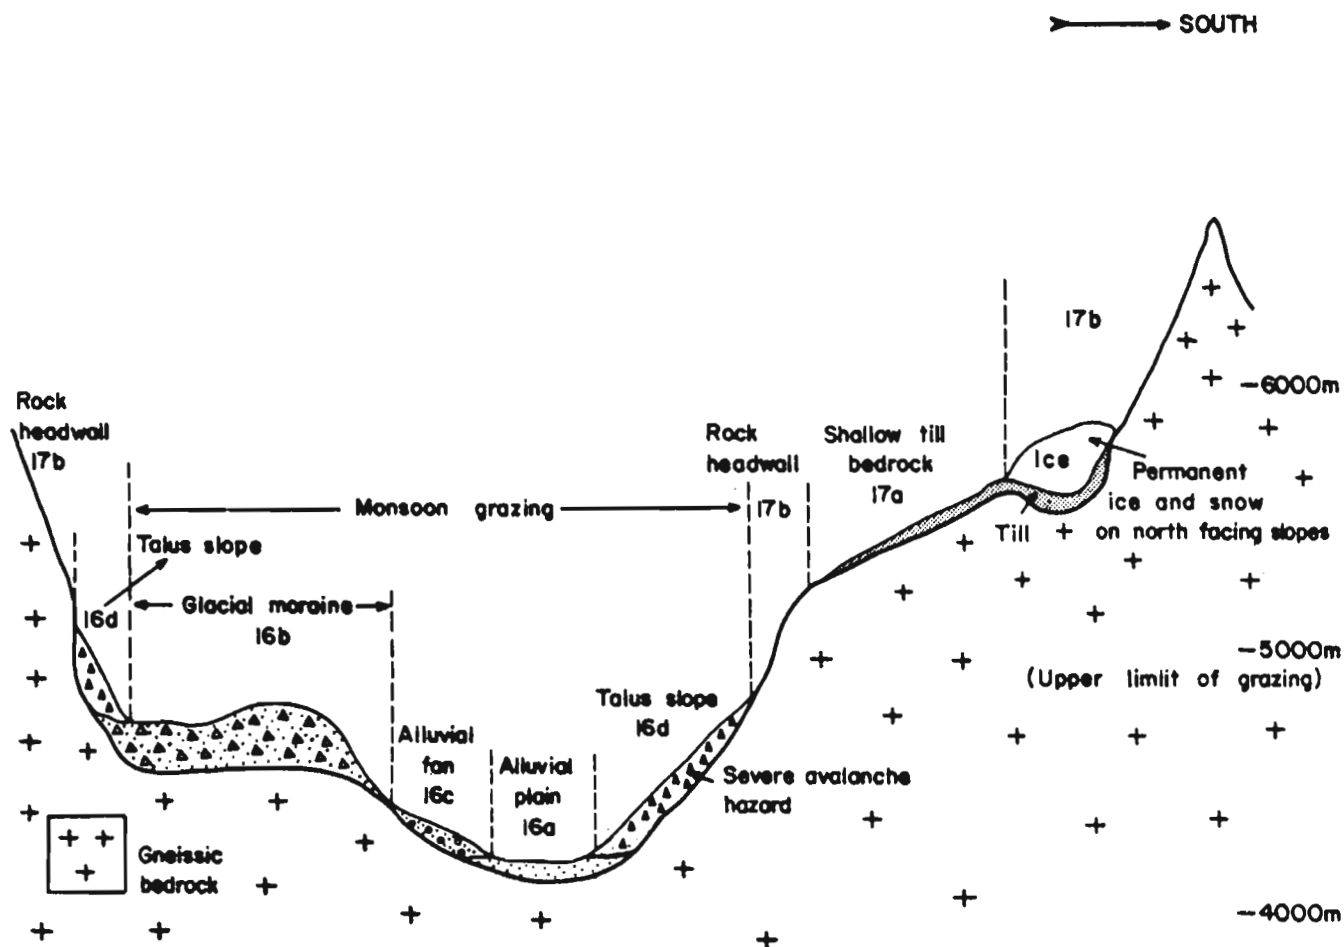 SOUTH
17b
-6000m
Rock
headwall
17b
Rock
headwall
17b
Shallow till
bedrock
17a
Ice
Permanent
ice and snow
on north facing slopes
Till
Monsoon grazing
Talus slope
16d
Glacial moraine
16b
-5000m
(Upper limlit of grazing)
Talus slope
16d
Alluvial
fan
16c
Alluvial
plain
16a
Severe avalanche
hazard
Gneissic
bedrock
-4000m